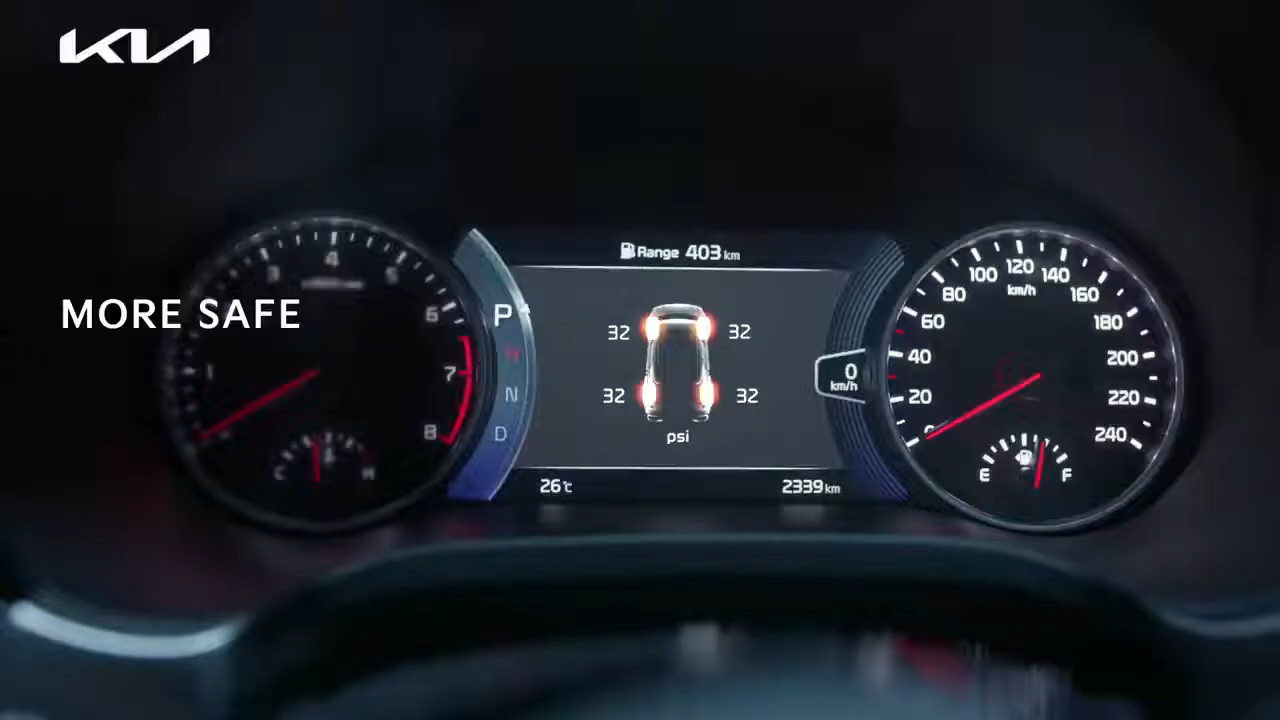 KIA
MORE SAFE
Range 403 km
32 32
32 32
psi
26℃
2339 km
P
R
N
D
1
3
4
5
6
7
8
C H
0
km/h
20
40
60
80
100
120
140
160
180
200
220
240
km/h
E F